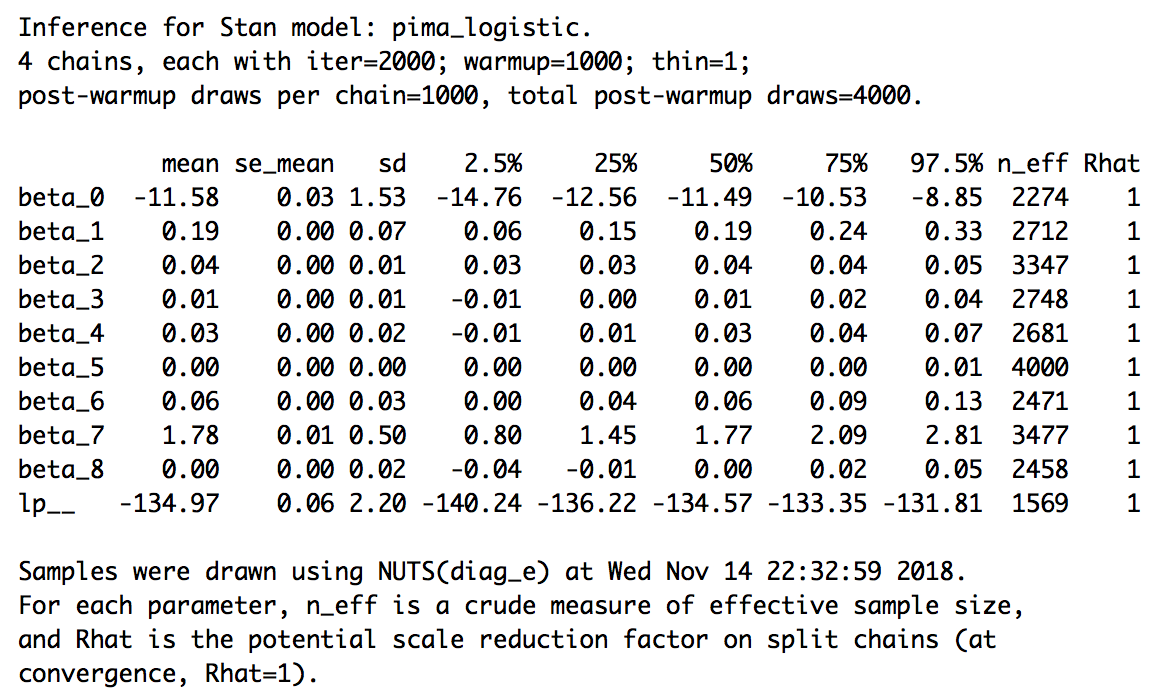 Inference for Stan model: pima_logistic.
4 chains, each with iter=2000; warmup=1000; thin=1;
post-warmup draws per chain=1000, total post-warmup draws=4000.

           mean se_mean   sd    2.5%     25%     50%     75%   97.5% n_eff Rhat
beta_0   -11.58    0.03 1.53  -14.76  -12.56  -11.49  -10.53   -8.85  2274    1
beta_1     0.19    0.00 0.07    0.06    0.15    0.19    0.24    0.33  2712    1
beta_2     0.04    0.00 0.01    0.03    0.03    0.04    0.04    0.05  3347    1
beta_3     0.01    0.00 0.01   -0.01    0.00    0.01    0.02    0.04  2748    1
beta_4     0.03    0.00 0.02   -0.01    0.01    0.03    0.04    0.07  2681    1
beta_5     0.00    0.00 0.00    0.00    0.00    0.00    0.00    0.01  4000    1
beta_6     0.06    0.00 0.03    0.00    0.04    0.06    0.09    0.13  2471    1
beta_7     1.78    0.01 0.50    0.80    1.45    1.77    2.09    2.81  3477    1
beta_8     0.00    0.00 0.02   -0.04   -0.01    0.00    0.02    0.05  2458    1
lp__    -134.97    0.06 2.20 -140.24 -136.22 -134.57 -133.35 -131.81  1569    1

Samples were drawn using NUTS(diag_e) at Wed Nov 14 22:32:59 2018.
For each parameter, n_eff is a crude measure of effective sample size,
and Rhat is the potential scale reduction factor on split chains (at
convergence, Rhat=1).